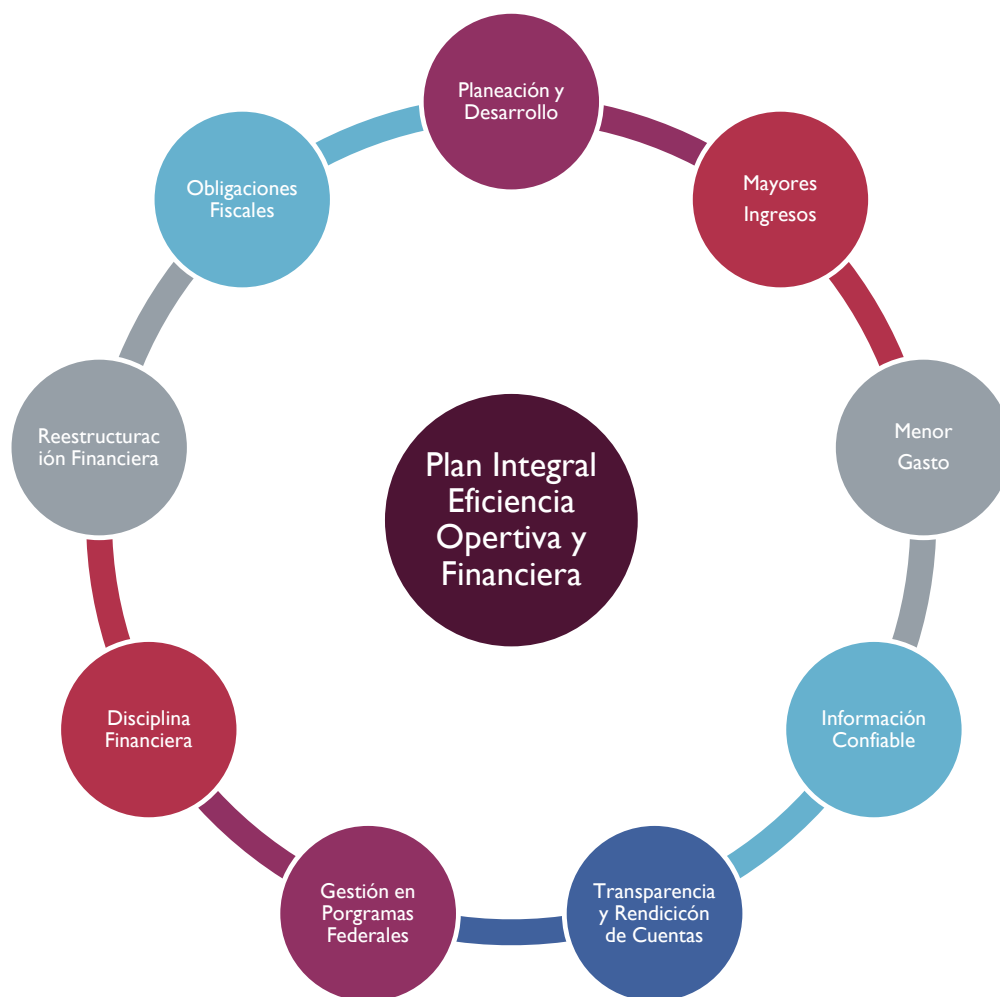 Planeación y
Desarrollo
Mayores
Ingresos
Menor
Gasto
Información
Confiable
Transparencia
y Rendicicón
de Cuentas
Gestión en
Porgramas
Federales
Disciplina
Financiera
Reestructurac
ión Financiera
Obligaciones
Fiscales
Plan Integral
Eficiencia
Opertiva y
Financiera